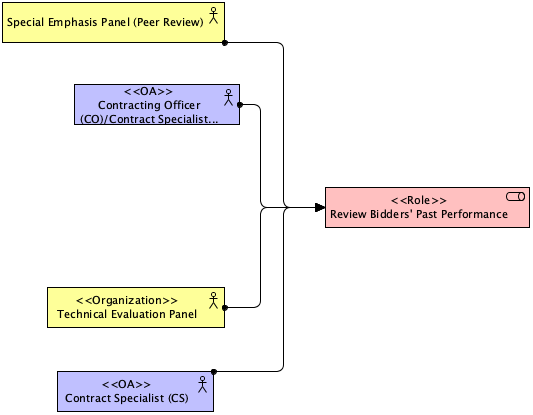 Special Emphasis Panel (Peer Review)
<<OA>>
Contracting Officer
(CO)/Contract Specialist...
<<Role>>
Review Bidders' Past Performance
<<Organization>>
Technical Evaluation Panel
<<OA>>
Contract Specialist (CS)